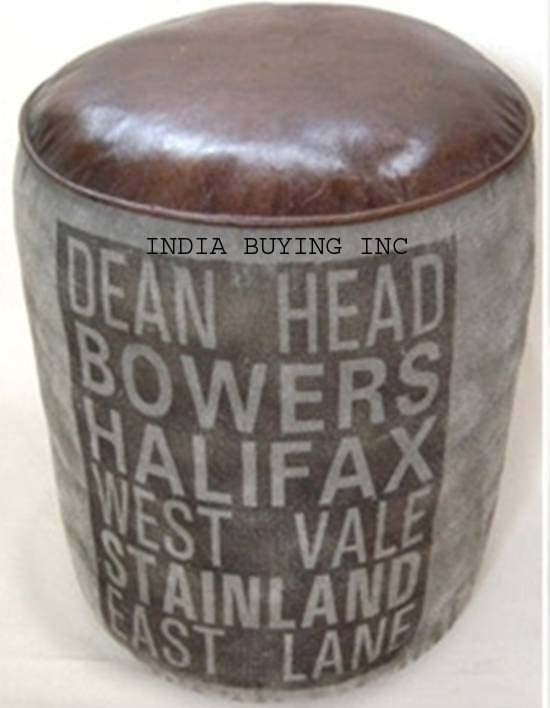 INDIA BUYING INC
DEAN HEAD
BOWERS
HALIFAX
WEST VALE
STAINLAND
EAST LANE